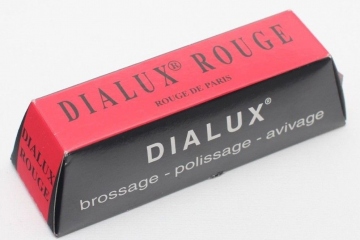 DIALUX® ROUGE
ROUGE DE PARIS
DIALUX
ROUGE
DIALUX®
brossage - polissage - avivage